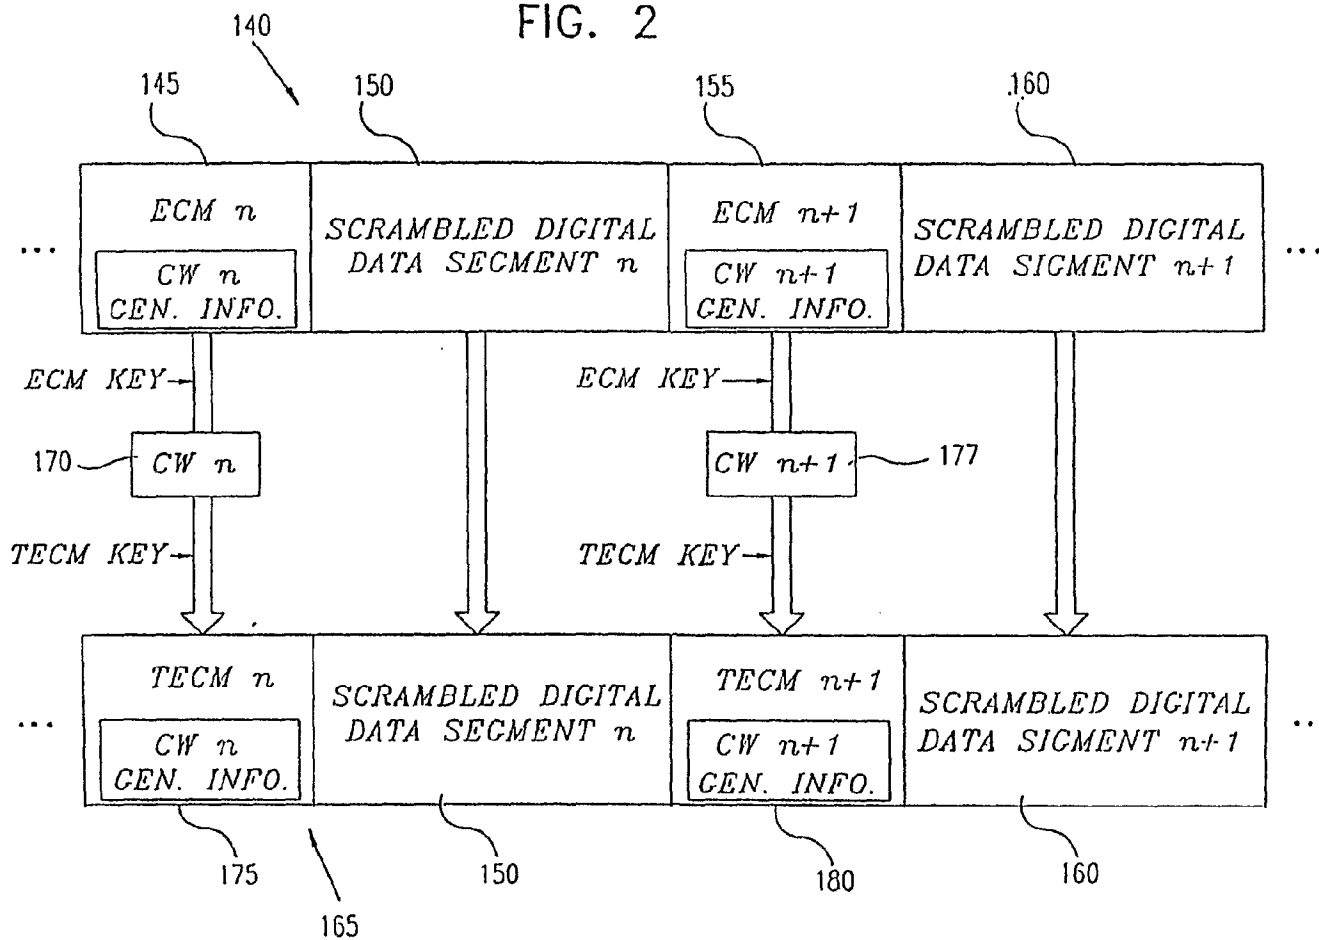 FIG. 2
140
145
150
155
160
ECM n
CW n
GEN. INFO.
SCRAMBLED DIGITAL
DATA SEGMENT n
ECM n+1
CW n+1
GEN. INFO.
SCRAMBLED DIGITAL
DATA SIGMENT n+1
...
...
ECM KEY
ECM KEY
170
CW n
CW n+1
177
TECM KEY
TECM KEY
TECM n
CW n
GEN. INFO.
SCRAMBLED DIGITAL
DATA SEGMENT n
TECM n+1
CW n+1
GEN. INFO.
SCRAMBLED DIGITAL
DATA SIGMENT n+1
...
..
175
150
180
160
165